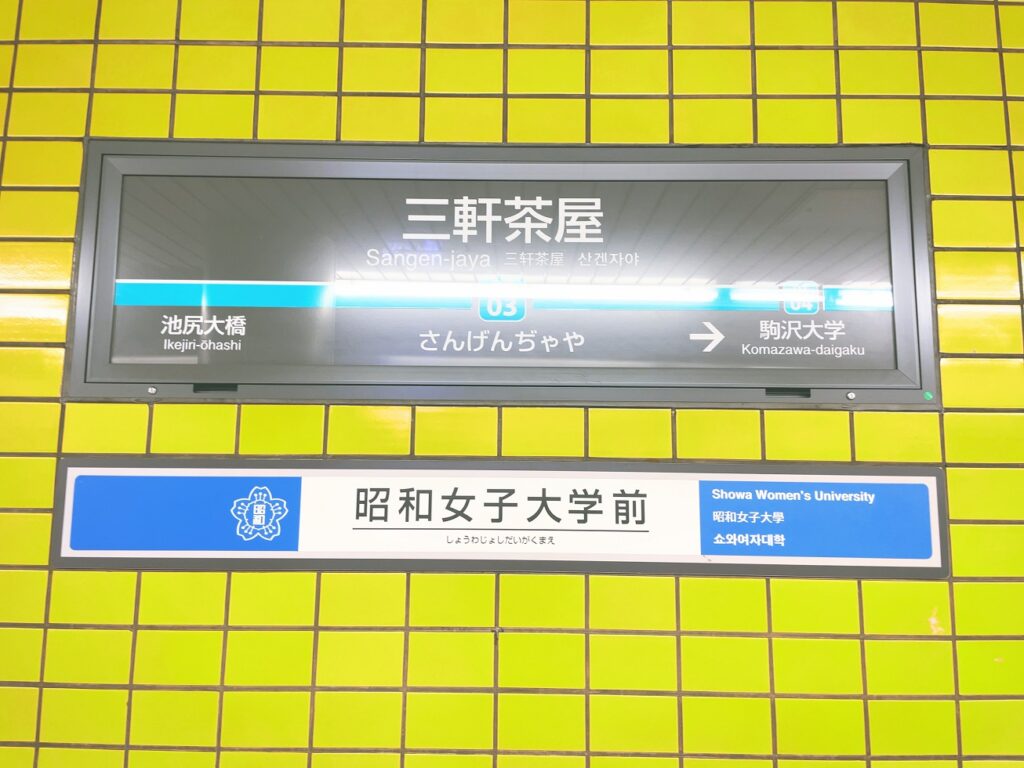 三軒茶屋
Sangen-jaya 三轩茶屋 산겐자야
03
さんげんぢゃや
池尻大橋
Ikejiri-ōhashi
04
→ 駒沢大学
Komazawa-daigaku
昭和
昭和女子大学前
しょうわじょしだいがくまえ
Showa Women's University
昭和女子大學
쇼와여자대학